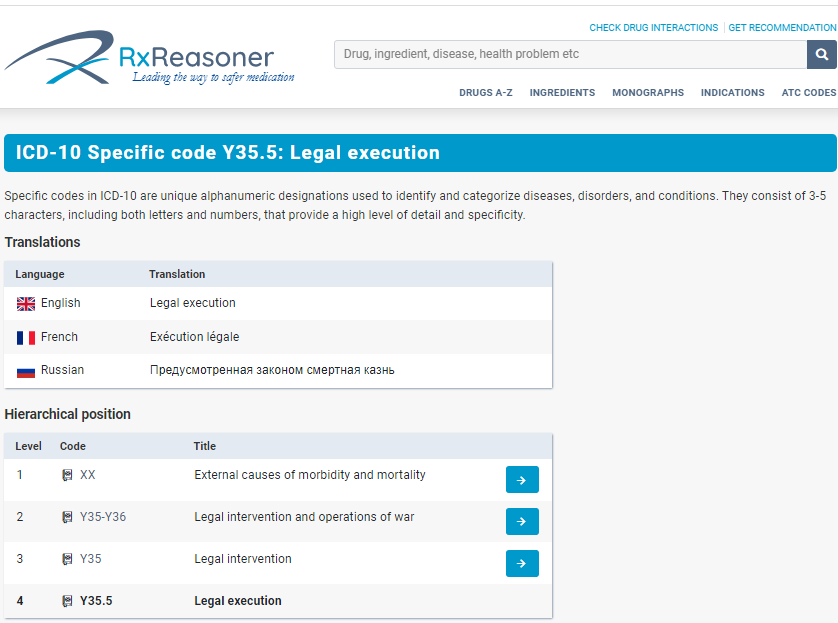 CHECK DRUG INTERACTIONS | GET RECOMMENDATION
RxReasoner
Leading the way to safer medication
Drug, ingredient, disease, health problem etc
DRUGS A-Z INGREDIENTS MONOGRAPHS INDICATIONS ATC CODES
ICD-10 Specific code Y35.5: Legal execution
Specific codes in ICD-10 are unique alphanumeric designations used to identify and categorize diseases, disorders, and conditions. They consist of 3-5
characters, including both letters and numbers, that provide a high level of detail and specificity.
Translations
Language Translation
English Legal execution
French Exécution légale
Russian Предусмотренная законом смертная казнь
Hierarchical position
Level Code Title
1 XX External causes of morbidity and mortality
2 Y35-Y36 Legal intervention and operations of war
3 Y35 Legal intervention
4 Y35.5 Legal execution